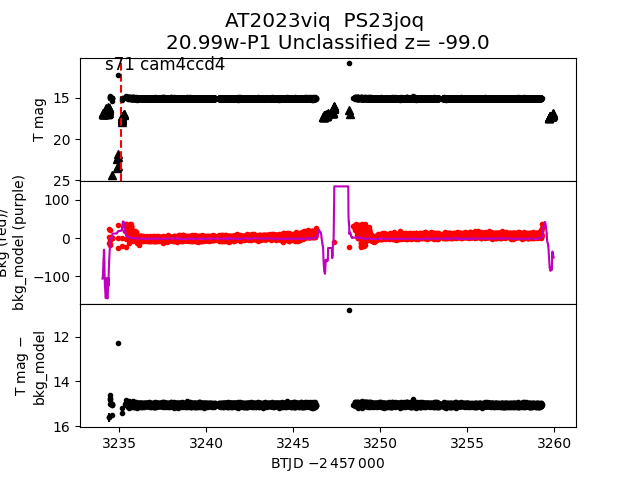 AT2023viq  PS23joq
20.99w-P1 Unclassified z= -99.0
s71 cam4ccd4
T mag
15
20
25
Bkg (red)/
bkg_model (purple)
100
0
−100
T mag −
bkg_model
12
14
16
3235
3240
3245
3250
3255
3260
BTJD −2 457 000